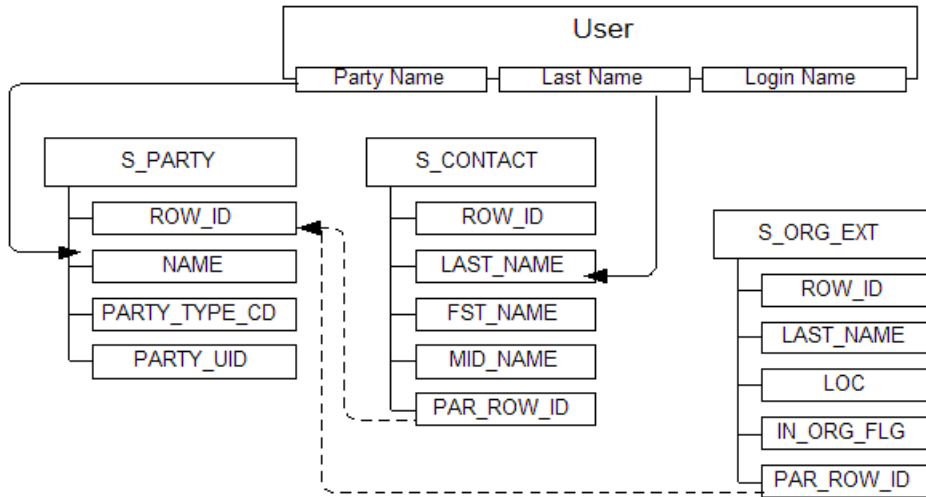 User
Party Name
Last Name
Login Name
S_PARTY
ROW_ID
NAME
PARTY_TYPE_CD
PARTY_UID
S_CONTACT
ROW_ID
LAST_NAME
FST_NAME
MID_NAME
PAR_ROW_ID
S_ORG_EXT
ROW_ID
LAST_NAME
LOC
IN_ORG_FLG
PAR_ROW_ID